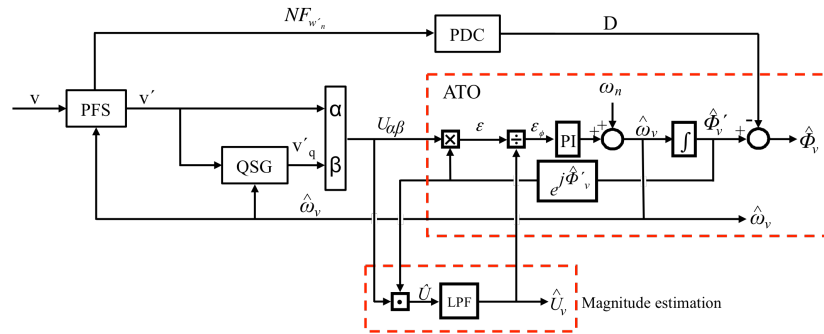 NF_{w'_n}
PDC
D
v
PFS
v′
QSG
v′_q
α
β
U_{αβ}
ω̂_v
ATO
×
ε
÷
ε_ϕ
PI
+
+
ω_n
ω̂_v
∫
Φ̂_v′
+
-
Φ̂_v
e^{jΦ̂′_v}
ω̂_v
Û
LPF
Û_v
Magnitude estimation